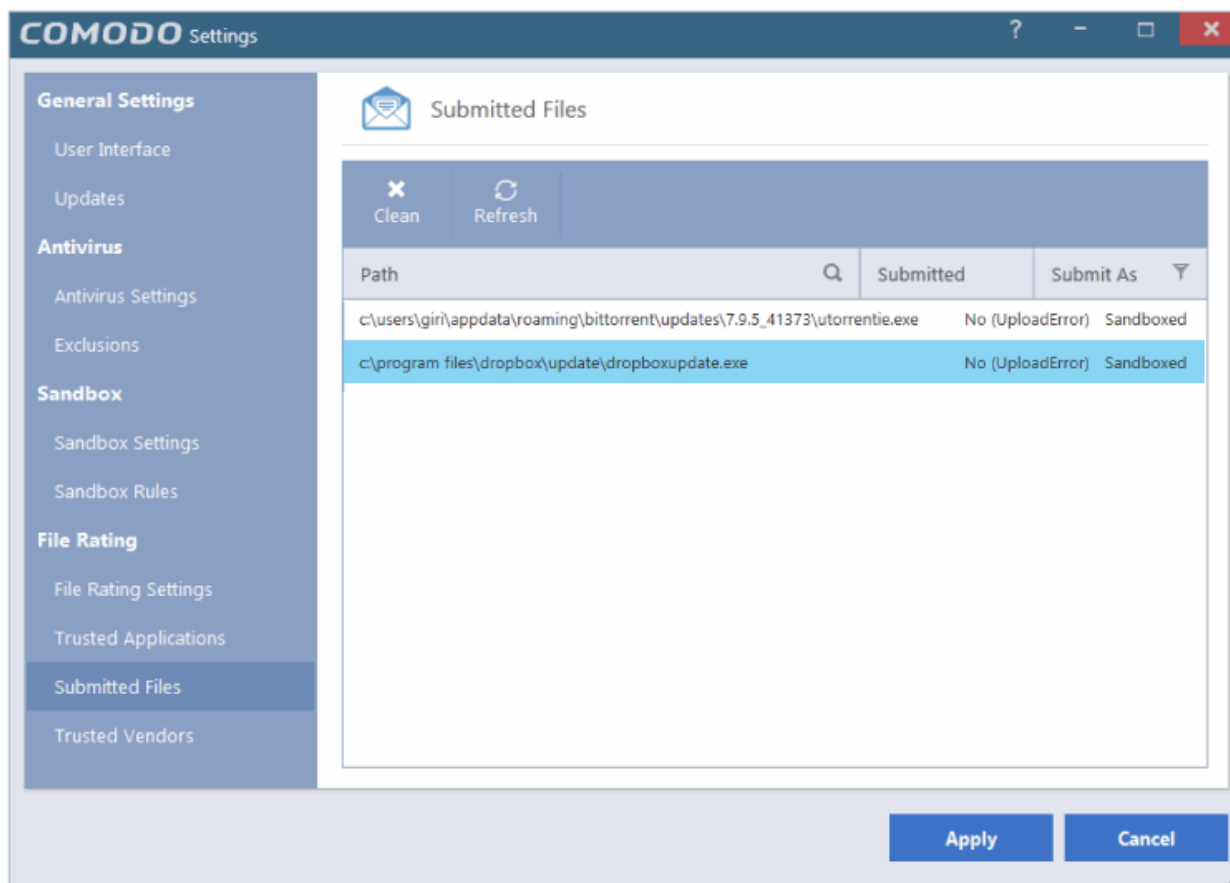 COMODO Settings
?
General Settings
User Interface
Updates
Antivirus
Antivirus Settings
Exclusions
Sandbox
Sandbox Settings
Sandbox Rules
File Rating
File Rating Settings
Trusted Applications
Submitted Files
Trusted Vendors
Submitted Files
Clean Refresh
Path Submitted Submit As
c:\users\giri\appdata\roaming\bittorrent\updates\7.9.5_41373\utorrentie.exe No (UploadError) Sandboxed
c:\program files\dropbox\update\dropboxupdate.exe No (UploadError) Sandboxed
Apply Cancel